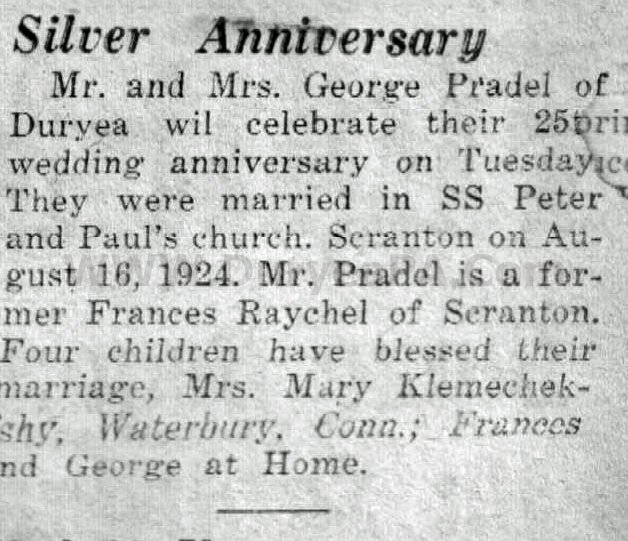 Silver Anniversary
Mr. and Mrs. George Pradel of
Duryea wil celebrate their 25
wedding anniversary on Tuesday
They were married in SS Peter
and Paul's church. Scranton on Au-
gust 16, 1924. Mr. Pradel is a for-
mer Frances Raychel of Scranton.
Four children have blessed their
marriage, Mrs. Mary Klemechek-
shy, Waterbury, Conn.; Frances
nd George at Home.